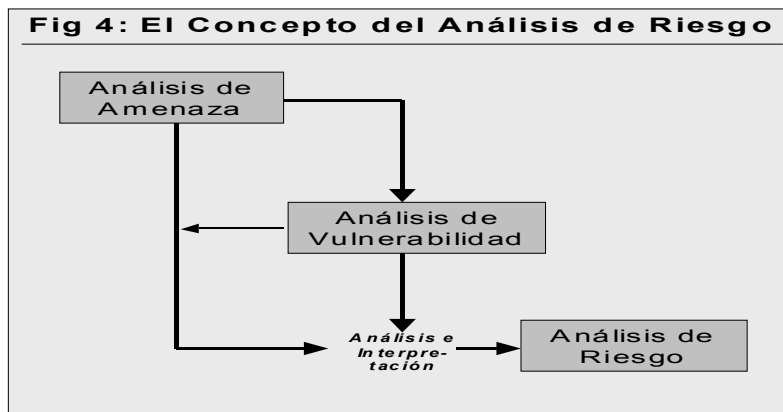 Fig 4: El Concepto del Análisis de Riesgo
Análisis de
Amenaza
Análisis de
Vulnerabilidad
Análisis e
Interpre-
tación
Análisis de
Riesgo